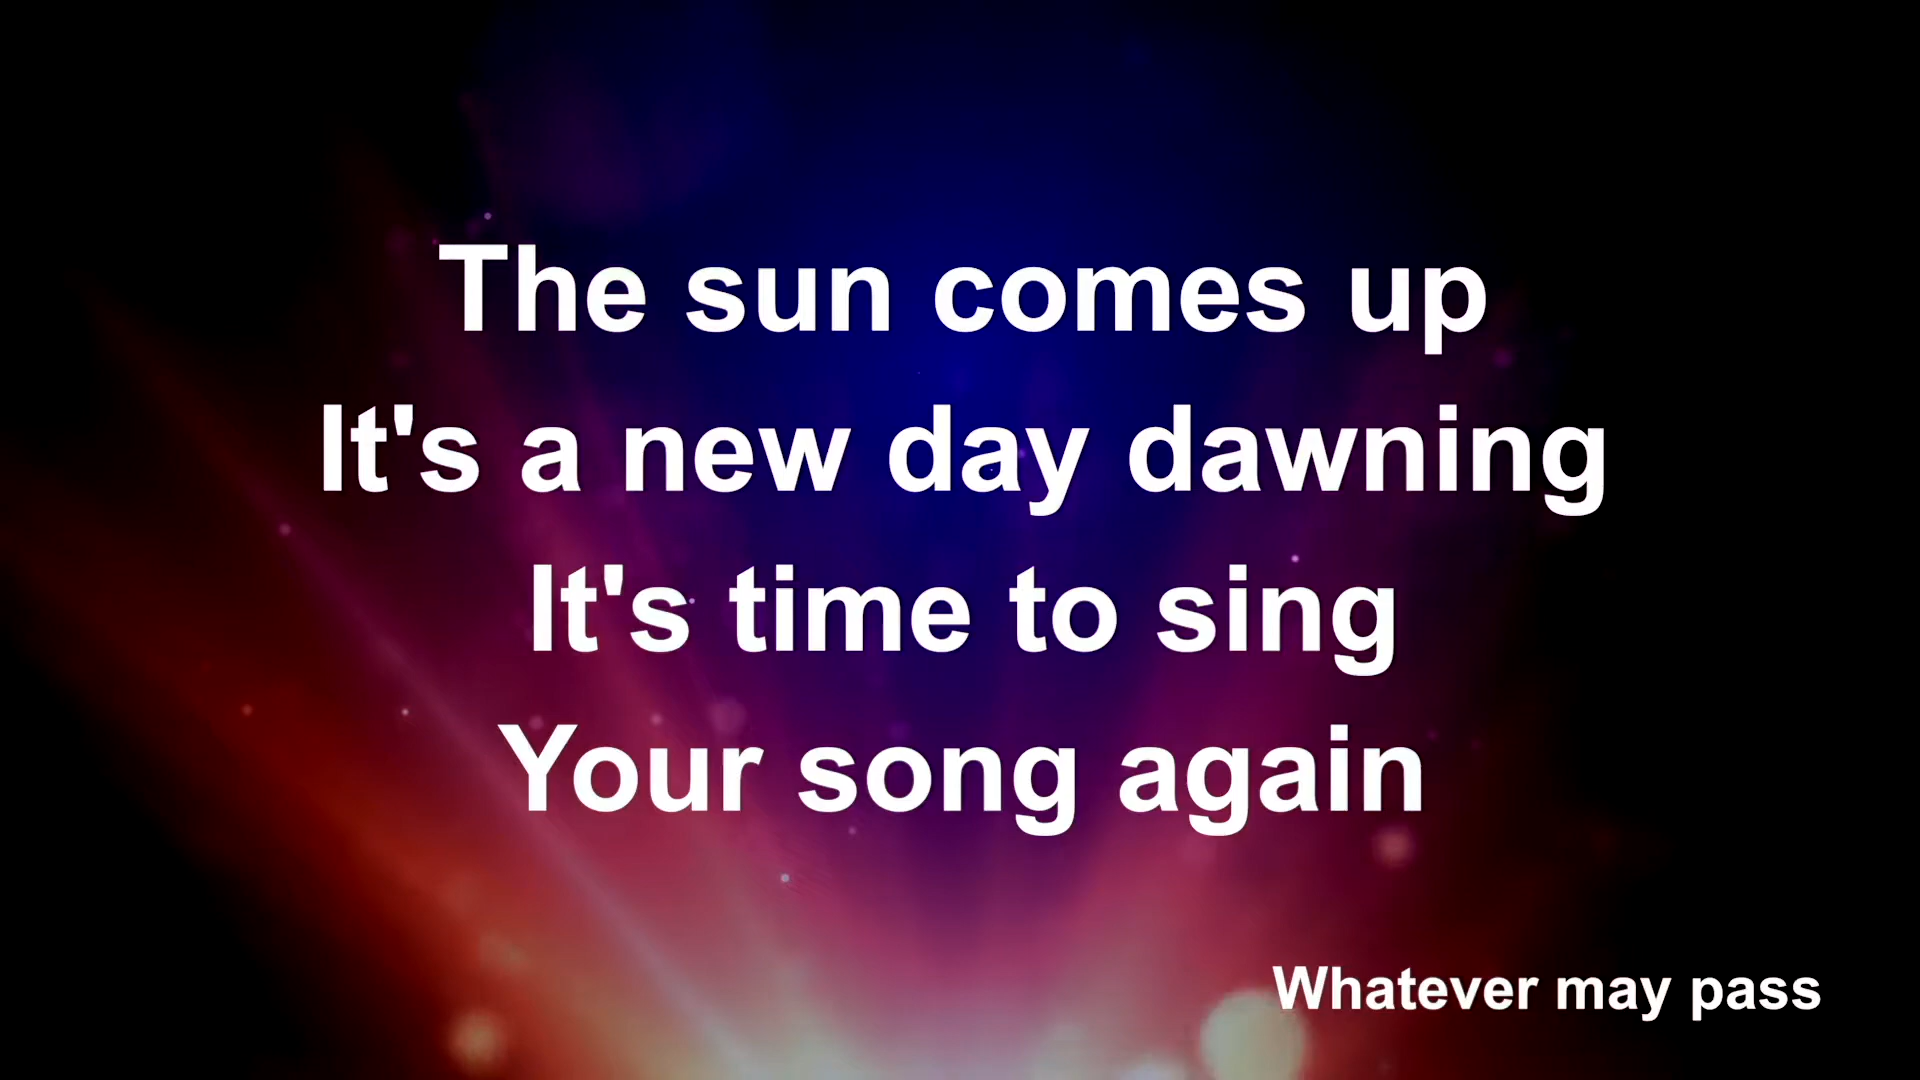 The sun comes up
It's a new day dawning
It's time to sing
Your song again
Whatever may pass